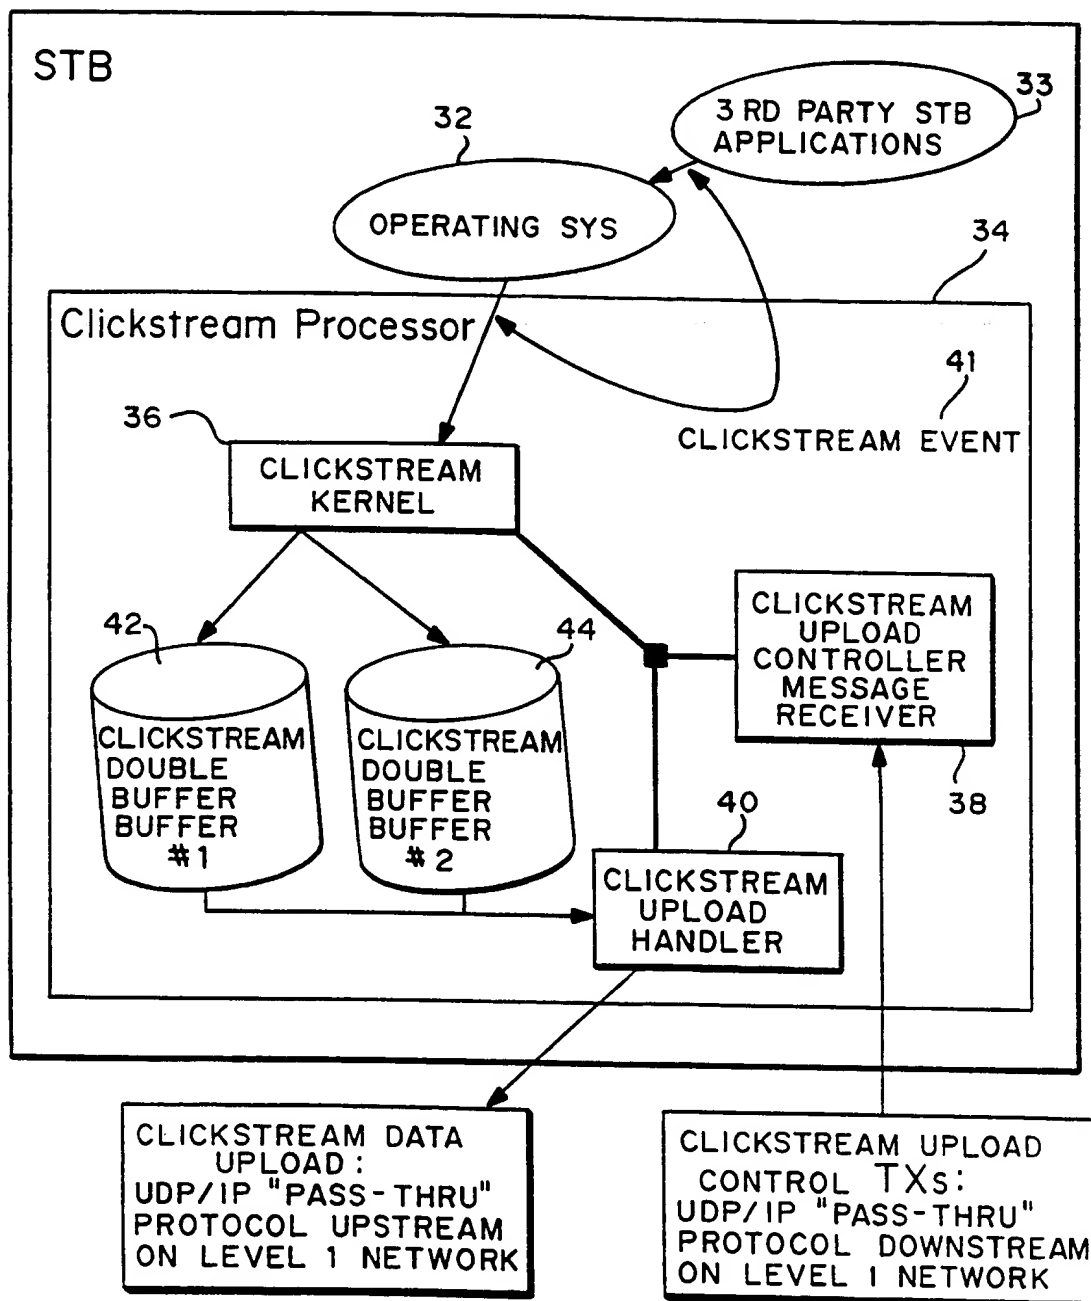 STB
33
3RD PARTY STB
APPLICATIONS
32
OPERATING SYS
34
Clickstream Processor
41
CLICKSTREAM EVENT
36
CLICKSTREAM
KERNEL
42
44
CLICKSTREAM
DOUBLE
BUFFER
BUFFER
#1
CLICKSTREAM
DOUBLE
BUFFER
BUFFER
#2
CLICKSTREAM
UPLOAD
CONTROLLER
MESSAGE
RECEIVER
38
40
CLICKSTREAM
UPLOAD
HANDLER
CLICKSTREAM DATA
UPLOAD:
UDP/IP "PASS-THRU"
PROTOCOL UPSTREAM
ON LEVEL 1 NETWORK
CLICKSTREAM UPLOAD
CONTROL TXs:
UDP/IP "PASS-THRU"
PROTOCOL DOWNSTREAM
ON LEVEL 1 NETWORK